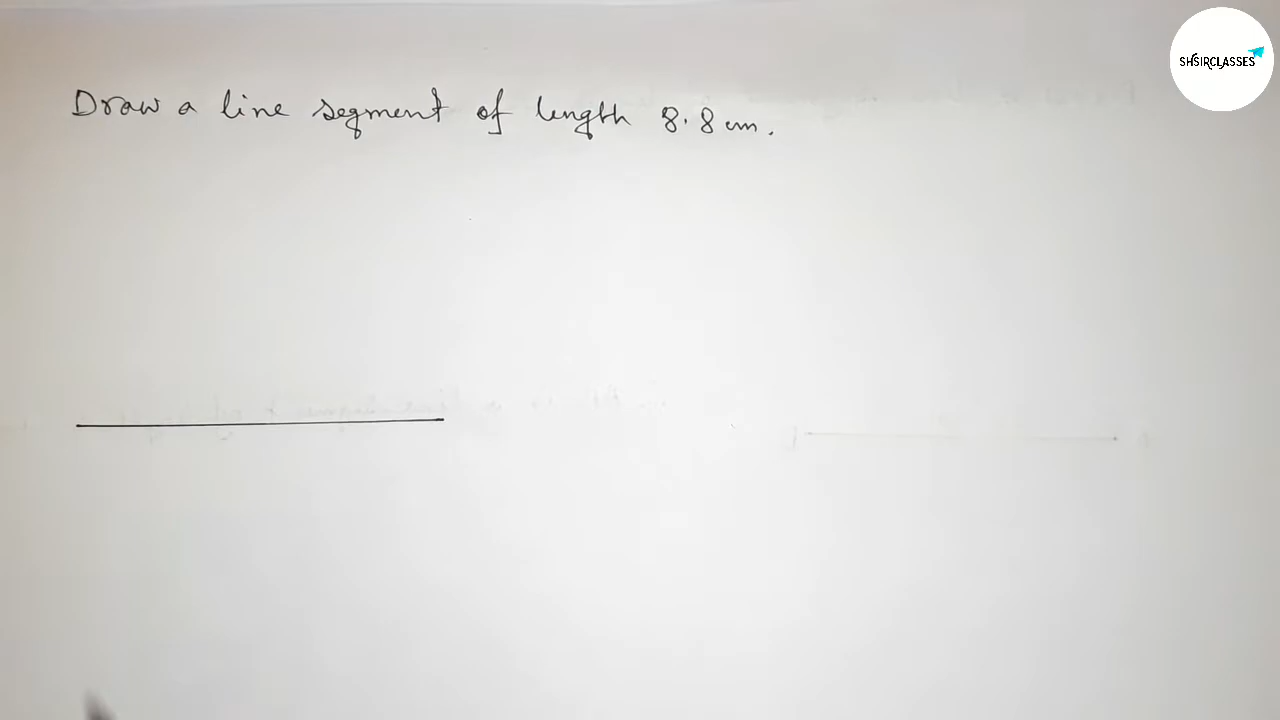 Draw a line segment of length 8.8 cm.
SHSIRCLASSES